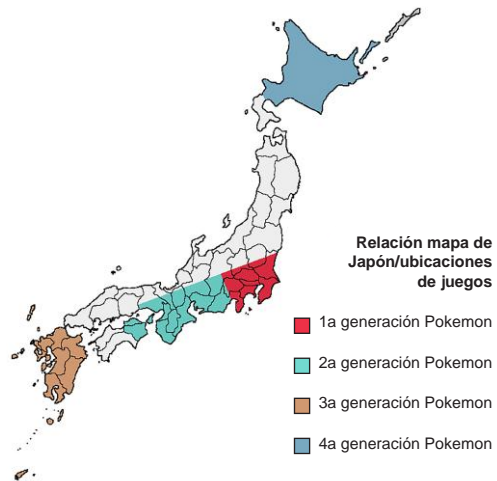 Relación mapa de
Japón/ubicaciones
de juegos
1a generación Pokemon
2a generación Pokemon
3a generación Pokemon
4a generación Pokemon